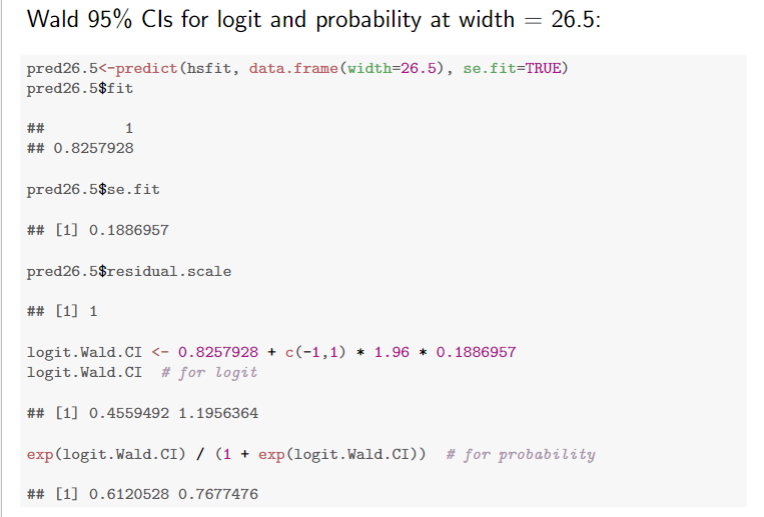 Wald 95% CIs for logit and probability at width = 26.5:
pred26.5<-predict(hsfit, data.frame(width=26.5), se.fit=TRUE)
pred26.5$fit
##         1
## 0.8257928
pred26.5$se.fit
## [1] 0.1886957
pred26.5$residual.scale
## [1] 1
logit.Wald.CI <- 0.8257928 + c(-1,1) * 1.96 * 0.1886957
logit.Wald.CI  # for logit
## [1] 0.4559492 1.1956364
exp(logit.Wald.CI) / (1 + exp(logit.Wald.CI))  # for probability
## [1] 0.6120528 0.7677476